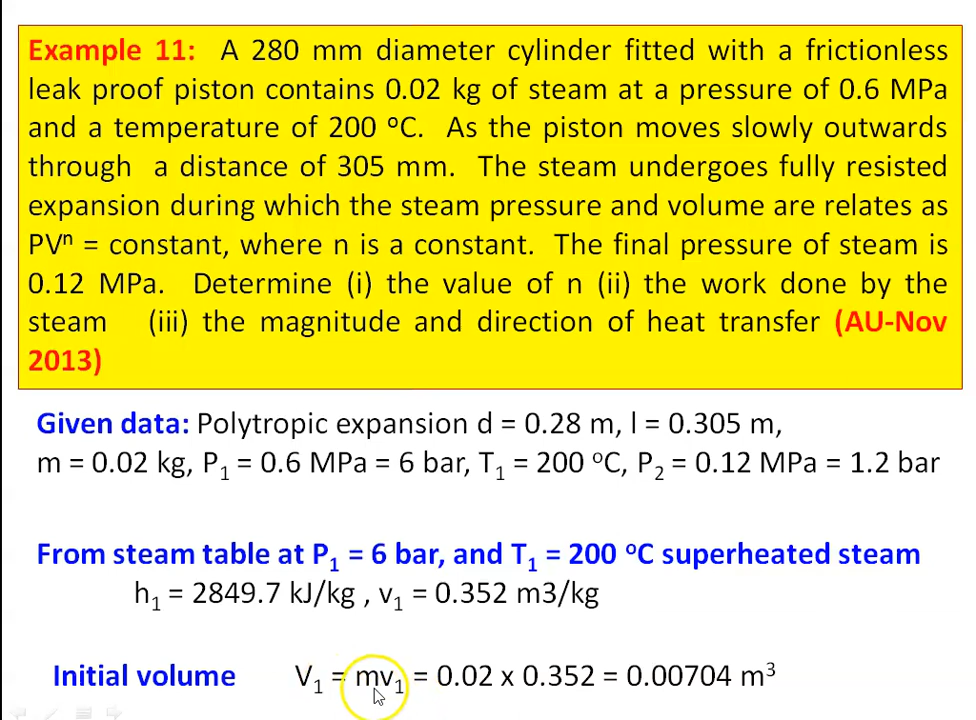 Example 11: A 280 mm diameter cylinder fitted with a frictionless
leak proof piston contains 0.02 kg of steam at a pressure of 0.6 MPa
and a temperature of 200 ºC. As the piston moves slowly outwards
through a distance of 305 mm. The steam undergoes fully resisted
expansion during which the steam pressure and volume are relates as
PVⁿ = constant, where n is a constant. The final pressure of steam is
0.12 MPa. Determine (i) the value of n (ii) the work done by the
steam (iii) the magnitude and direction of heat transfer (AU-Nov
2013)
Given data: Polytropic expansion d = 0.28 m, l = 0.305 m,
m = 0.02 kg, P₁ = 0.6 MPa = 6 bar, T₁ = 200 ºC, P₂ = 0.12 MPa = 1.2 bar
From steam table at P₁ = 6 bar, and T₁ = 200 ºC superheated steam
h₁ = 2849.7 kJ/kg , v₁ = 0.352 m3/kg
Initial volume V₁ = mv₁ = 0.02 x 0.352 = 0.00704 m³